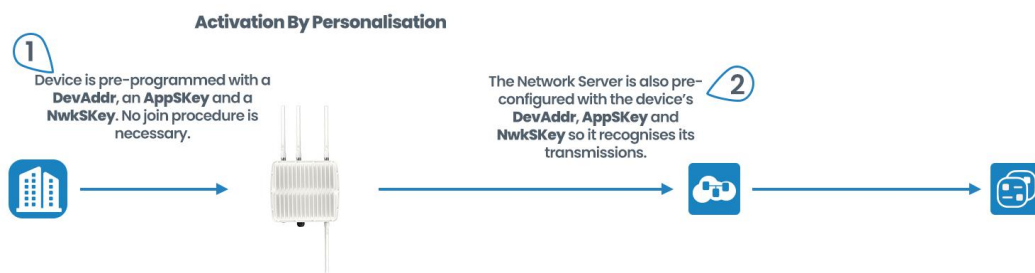 Activation By Personalisation
1
Device is pre-programmed with a
DevAddr, an AppSKey and a
NwkSKey. No join procedure is
necessary.
2
The Network Server is also pre-
configured with the device's
DevAddr, AppSKey and
NwkSKey so it recognises its
transmissions.